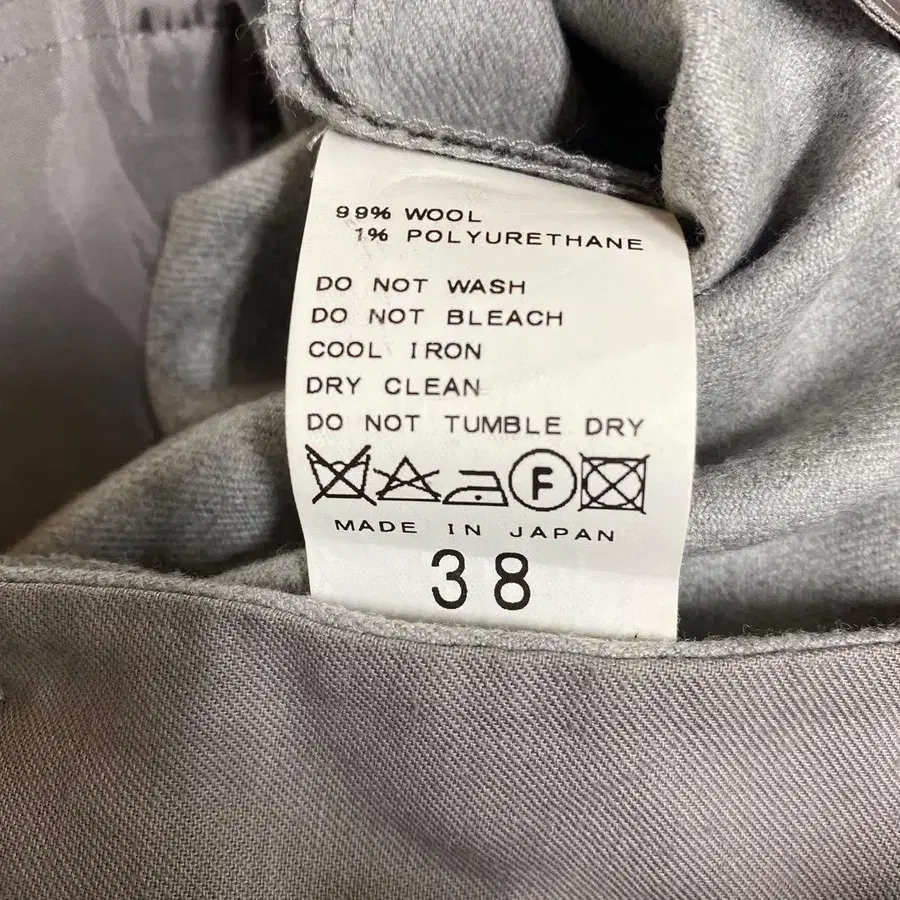 99% WOOL
1% POLYURETHANE
DO NOT WASH
DO NOT BLEACH
COOL IRON
DRY CLEAN
DO NOT TUMBLE DRY
F
MADE IN JAPAN
38